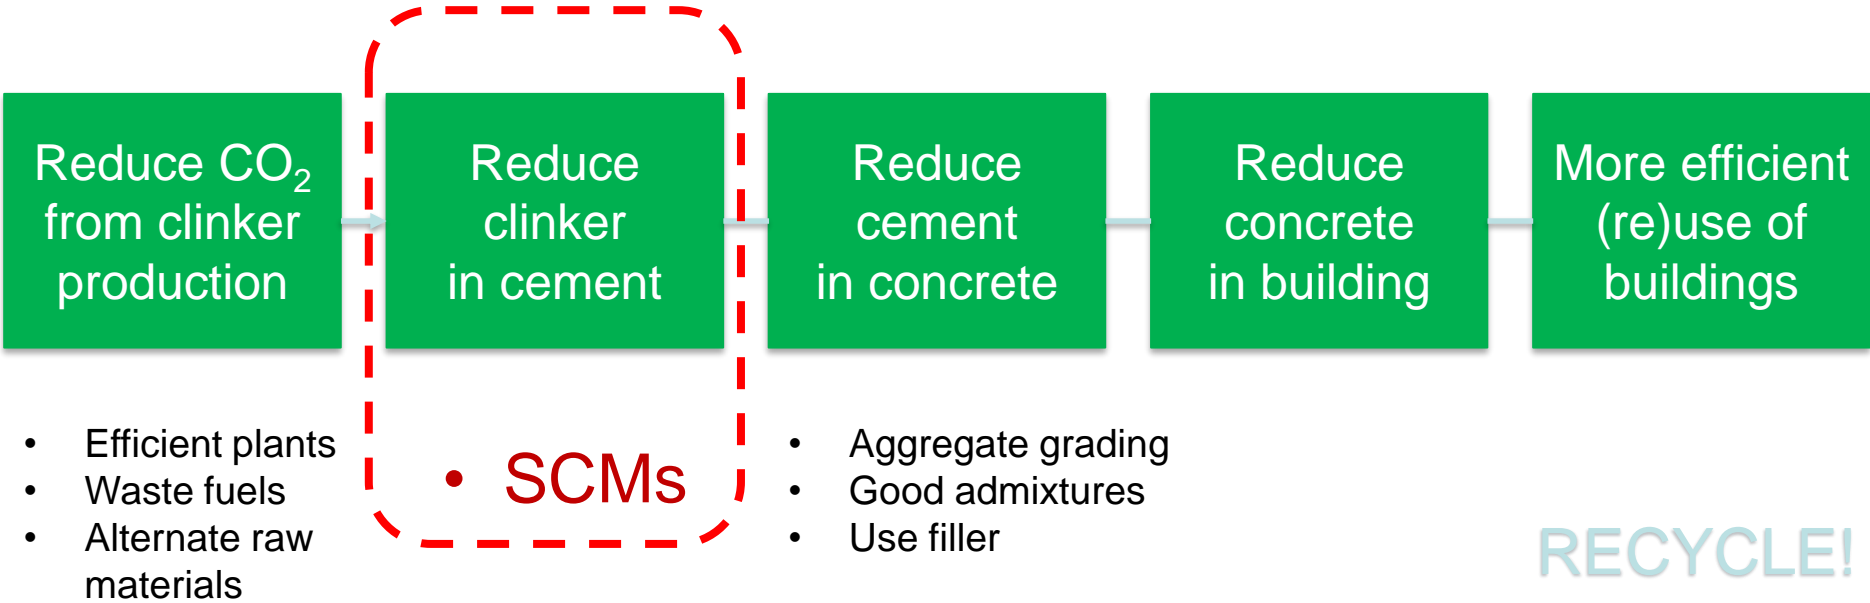 Reduce CO₂
from clinker
production
Reduce
clinker
in cement
Reduce
cement
in concrete
Reduce
concrete
in building
More efficient
(re)use of
buildings
• Efficient plants
• Waste fuels
• Alternate raw
materials
• SCMs
• Aggregate grading
• Good admixtures
• Use filler
RECYCLE!